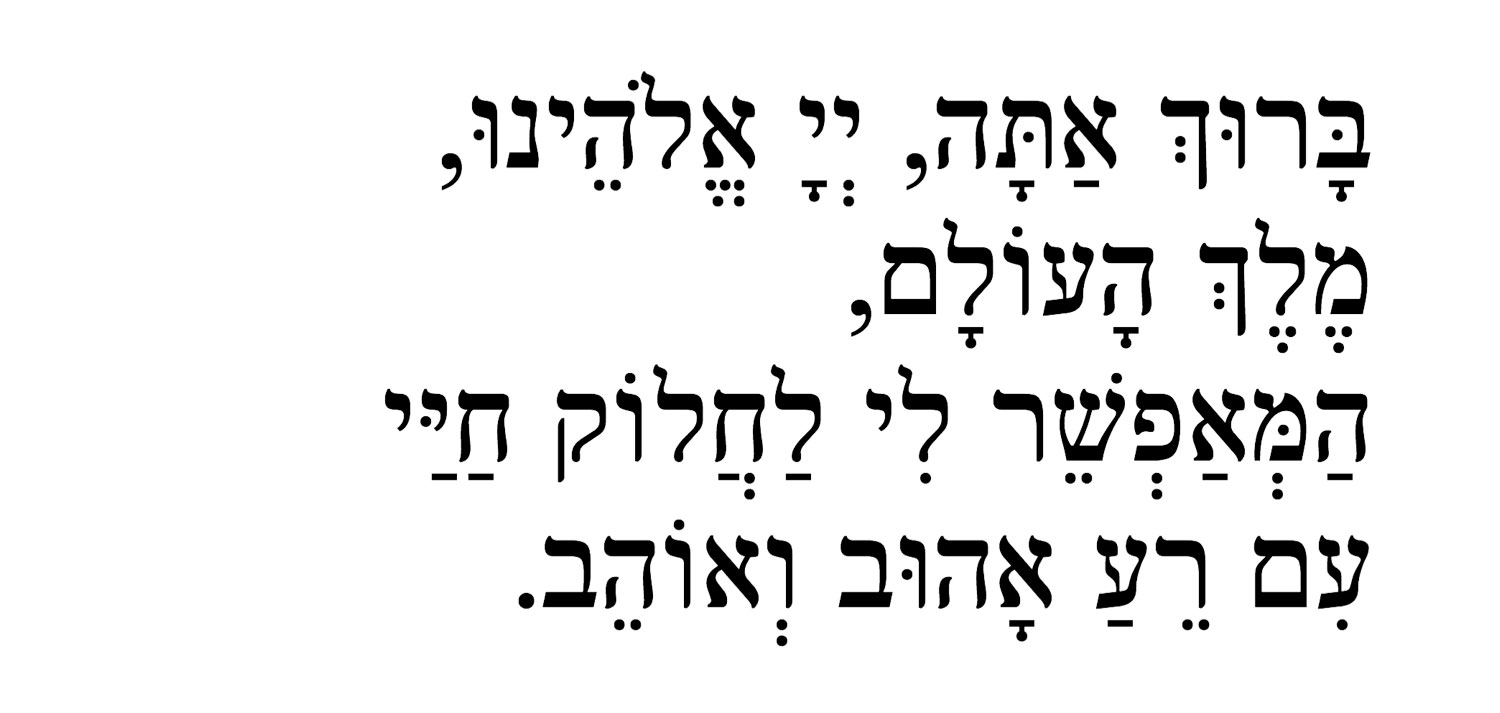 בָּרוּךְ אַתָּה, יְיָ אֱלֹהֵינוּ,
מֶלֶךְ הָעוֹלָם,
הַמְּאַפְשֵׁר לִי לַחֲלוֹק חַיַּי
עִם רֵעַ אָהוּב וְאוֹהֵב.